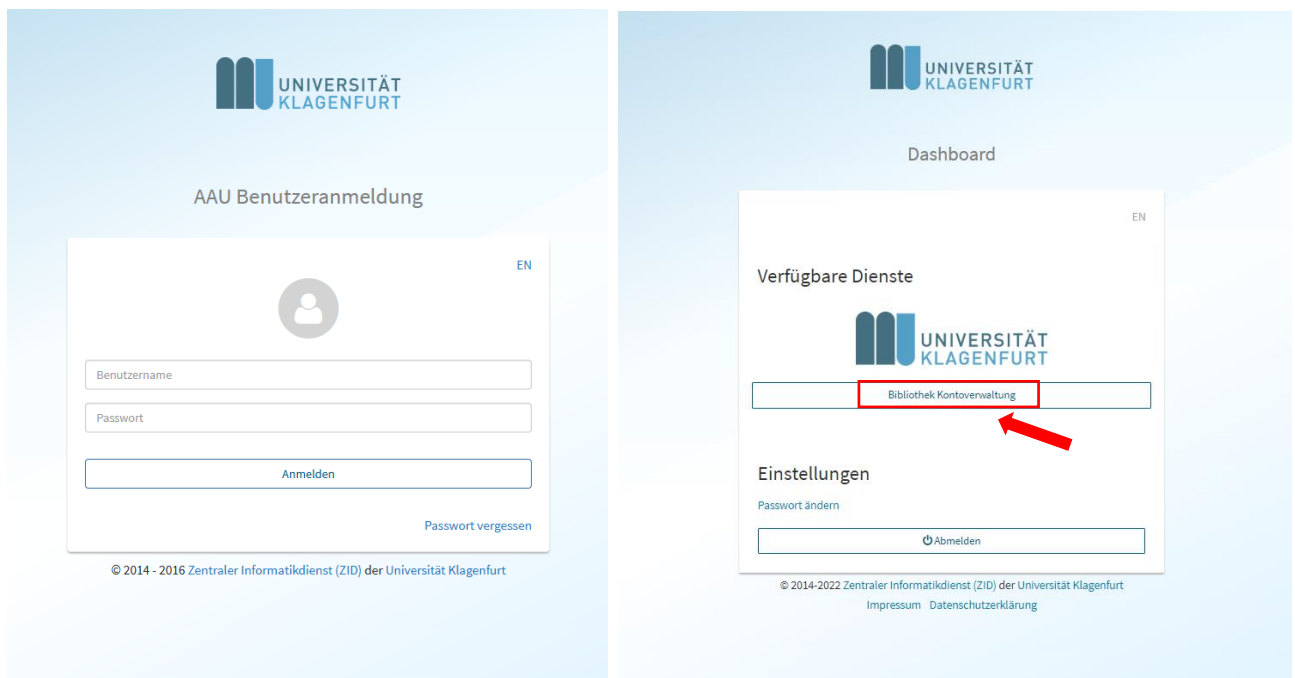 UNIVERSITÄT
KLAGENFURT
AAU Benutzeranmeldung
EN
Benutzername
Passwort
Anmelden
Passwort vergessen
© 2014 - 2016 Zentraler Informatikdienst (ZID) der Universität Klagenfurt
UNIVERSITÄT
KLAGENFURT
Dashboard
EN
Verfügbare Dienste
UNIVERSITÄT
KLAGENFURT
Bibliothek Kontoverwaltung
Einstellungen
Passwort ändern
Abmelden
© 2014-2022 Zentraler Informatikdienst (ZID) der Universität Klagenfurt
Impressum Datenschutzerklärung